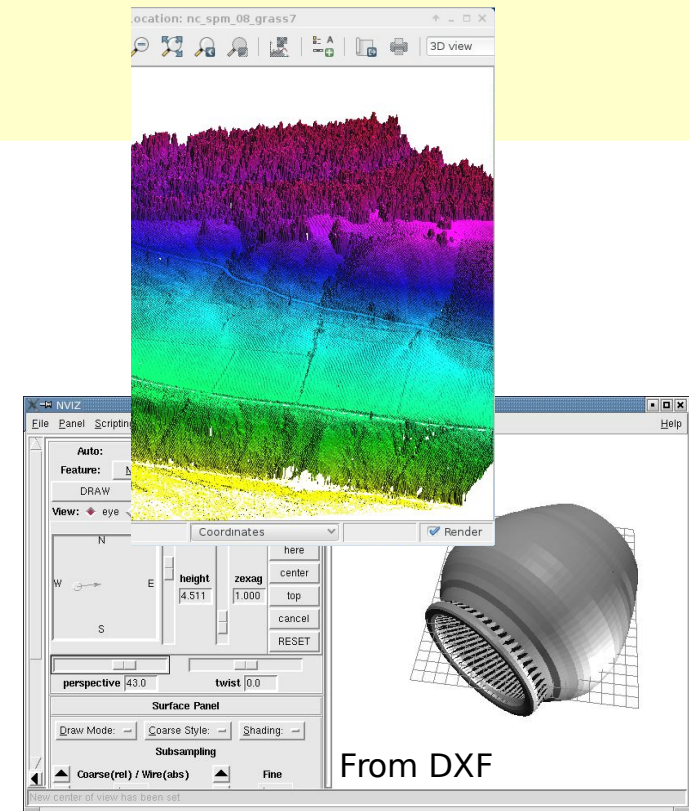 ocation: nc_spm_08_grass7
3D view
NVIZ
File Panel Scripting
Help
Auto:
Feature:
DRAW
View: eye
Coordinates
Render
N
W
E
S
height
4.511
zexag
1.000
here
center
top
cancel
RESET
perspective 43.0
twist 0.0
Surface Panel
Draw Mode:
Coarse Style:
Shading:
Subsampling
Coarse(rel) / Wire(abs)
Fine
From DXF
New center of view has been set